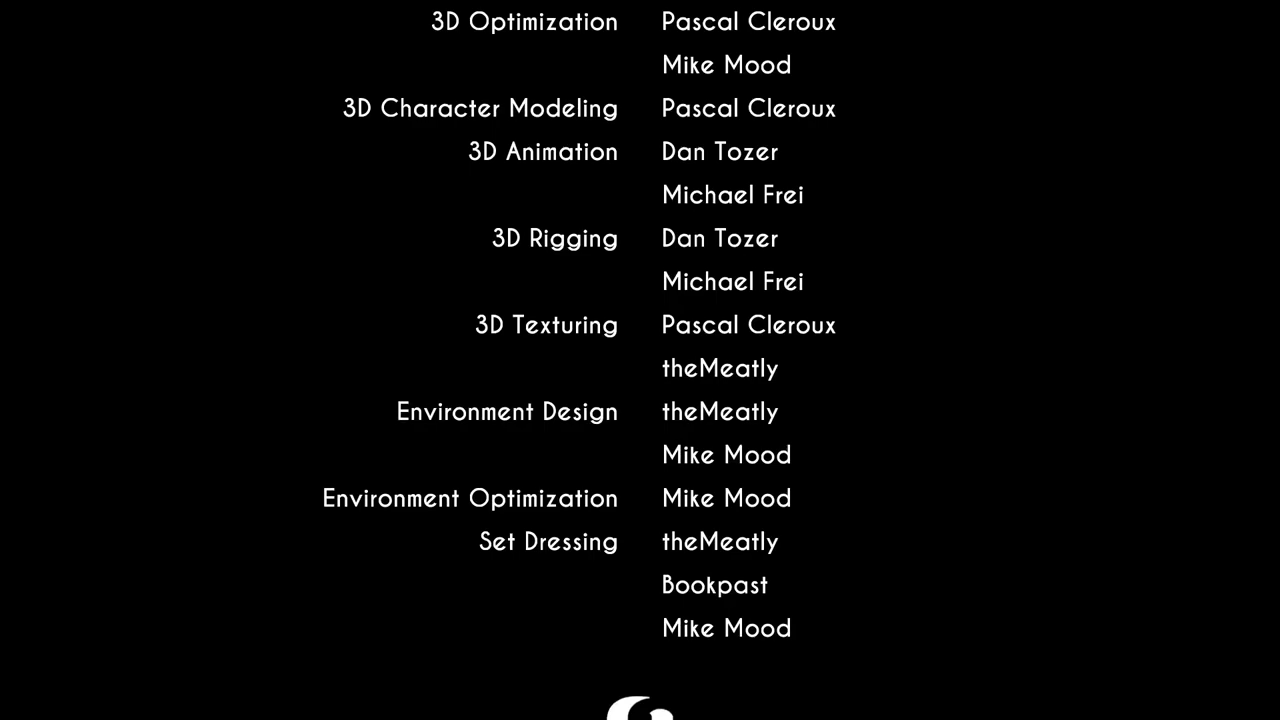 3D Optimization Pascal Cleroux
Mike Mood
3D Character Modeling Pascal Cleroux
3D Animation Dan Tozer
Michael Frei
3D Rigging Dan Tozer
Michael Frei
3D Texturing Pascal Cleroux
theMeatly
Environment Design theMeatly
Mike Mood
Environment Optimization Mike Mood
Set Dressing theMeatly
Bookpast
Mike Mood